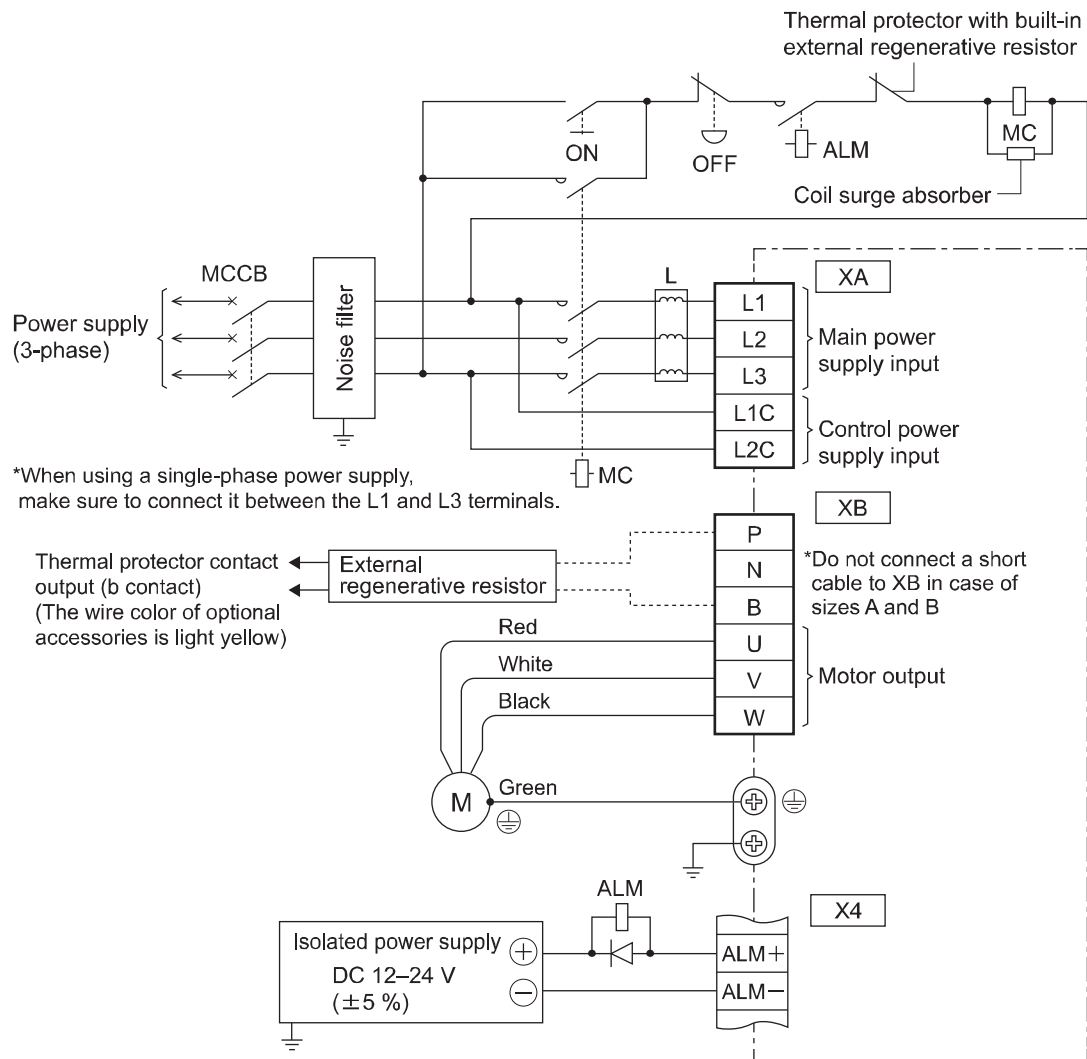 Thermal protector with built-in
external regenerative resistor
ON
OFF
ALM
MC
Coil surge absorber
MCCB
Noise filter
L
XA
Power supply
(3-phase)
L1
L2
L3
L1C
L2C
Main power
supply input
Control power
supply input
MC
*When using a single-phase power supply,
make sure to connect it between the L1 and L3 terminals.
XB
Thermal protector contact
output (b contact)
(The wire color of optional
accessories is light yellow)
External
regenerative resistor
P
N
B
U
V
W
*Do not connect a short
cable to XB in case of
sizes A and B
Red
White
Black
Motor output
M
Green
ALM
X4
Isolated power supply
DC 12–24 V
(±5 %)
+
−
ALM+
ALM−